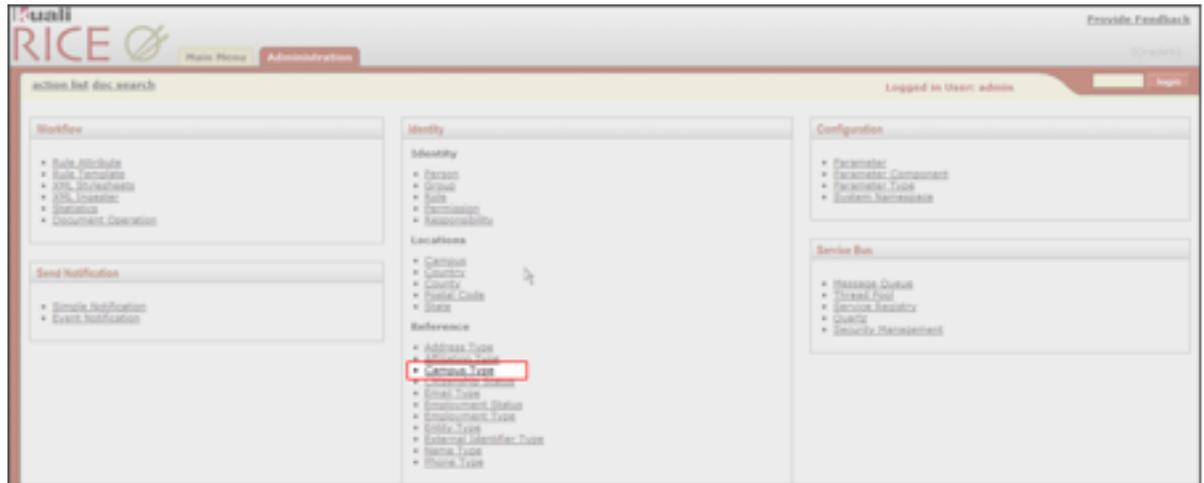 Kuali
RICE
Provide Feedback
Main Menu
Administration
action list doc search
Logged in User: admin
login
Workflow
Rule Attribute
Rule Template
XML Stylesheets
XML Ingester
Statistics
Document Operation
Send Notification
Simple Notification
Event Notification
Identity
Identity
Person
Group
Role
Permission
Responsibility
Locations
Campus
Country
County
Postal Code
State
Reference
Address Type
Affiliation Type
Campus Type
Citizenship Status
Email Type
Employment Status
Employment Type
Entity Type
External Identifier Type
Name Type
Phone Type
Configuration
Parameter
Parameter Component
Parameter Type
System Namespace
Service Bus
Message Queue
Thread Pool
Service Registry
Quartz
Security Management